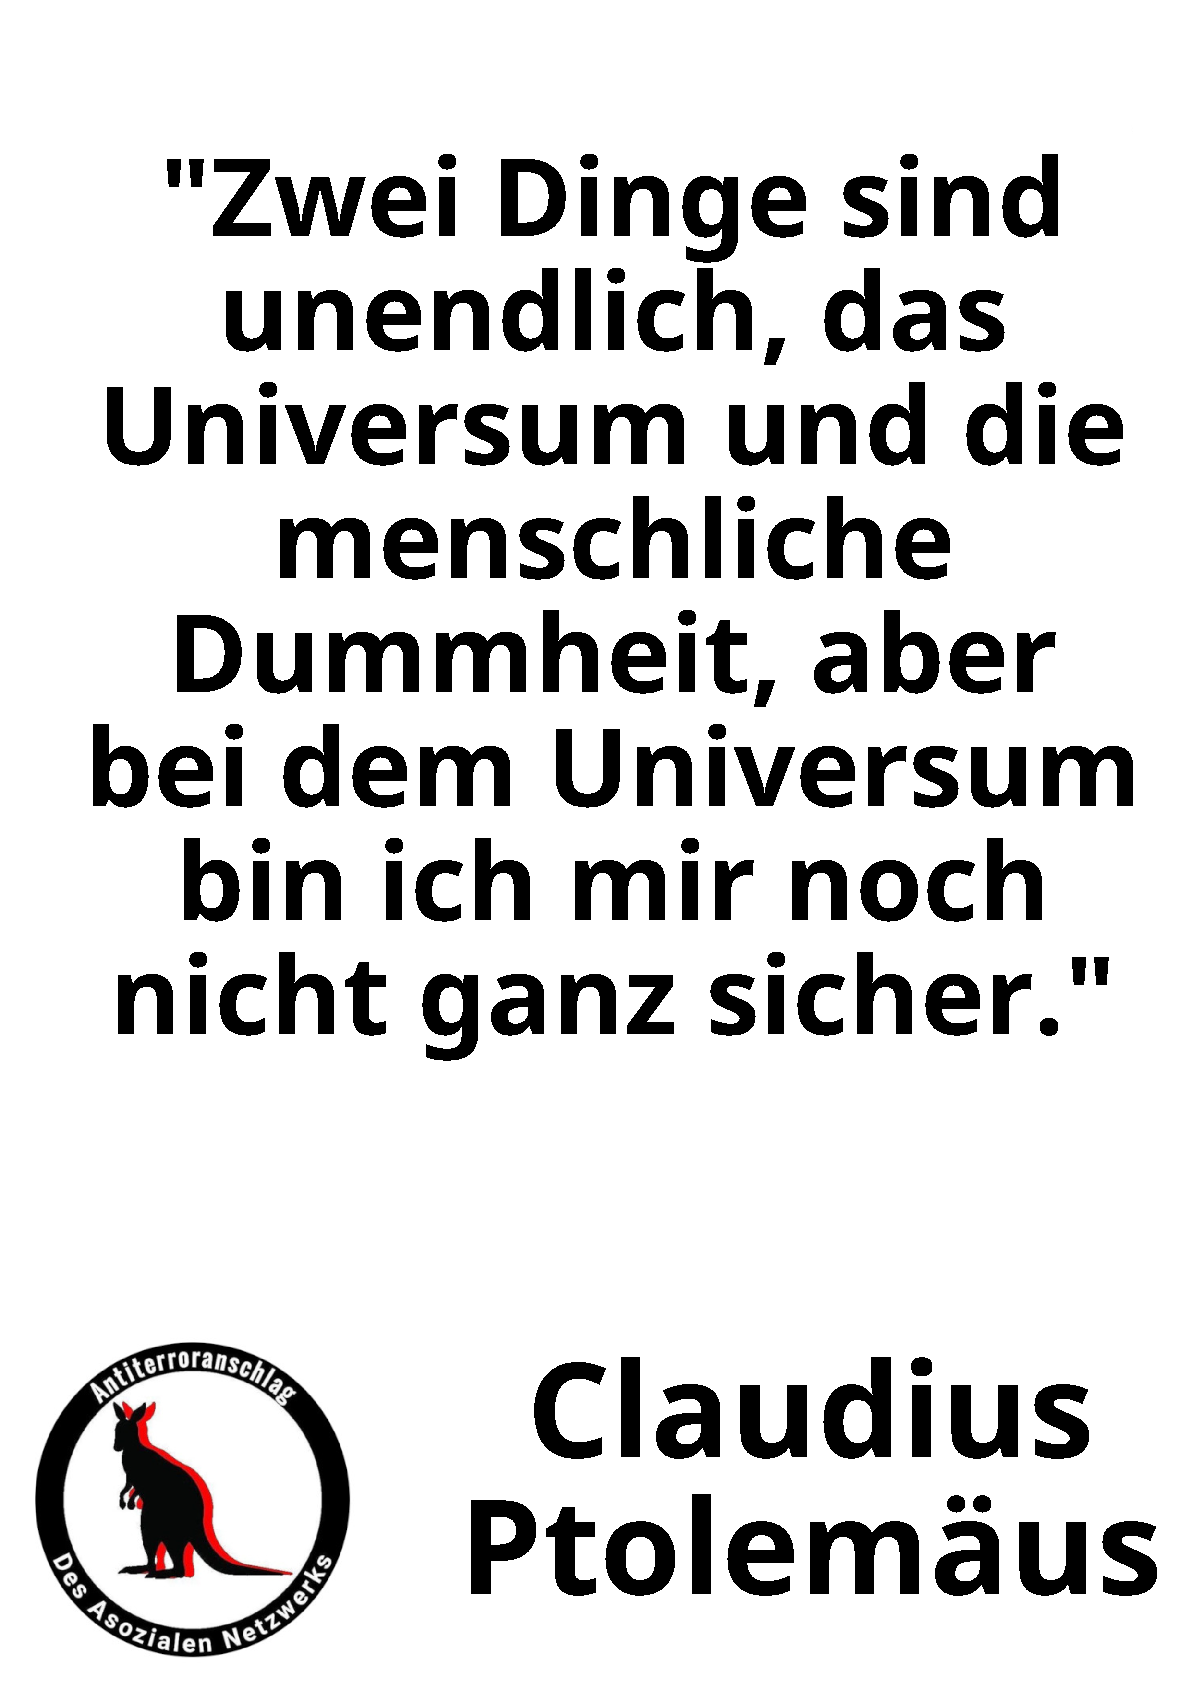 "Zwei Dinge sind
unendlich, das
Universum und die
menschliche
Dummheit, aber
bei dem Universum
bin ich mir noch
nicht ganz sicher."
Antiterroranschlag
Des Asozialen Netzwerks
Claudius
Ptolemäus